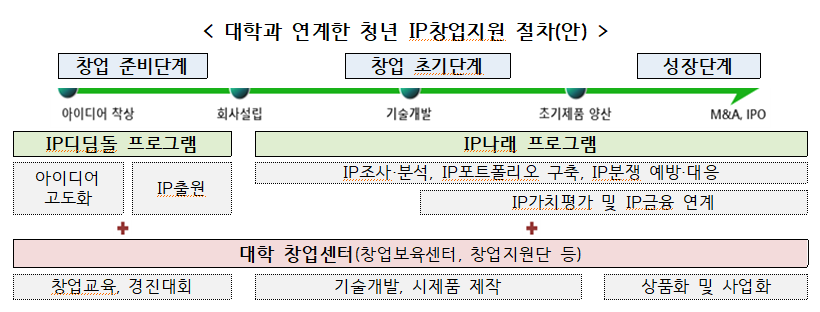 < 대학과 연계한 청년 IP창업지원 절차(안) >
창업 준비단계
창업 초기단계
성장단계
아이디어 착상
회사설립
기술개발
초기제품 양산
M&A, IPO
IP디딤돌 프로그램
IP나래 프로그램
아이디어
고도화
IP출원
IP조사·분석, IP포트폴리오 구축, IP분쟁 예방·대응
IP가치평가 및 IP금융 연계
+ +
대학 창업센터(창업보육센터, 창업지원단 등)
창업교육, 경진대회
기술개발, 시제품 제작
상품화 및 사업화